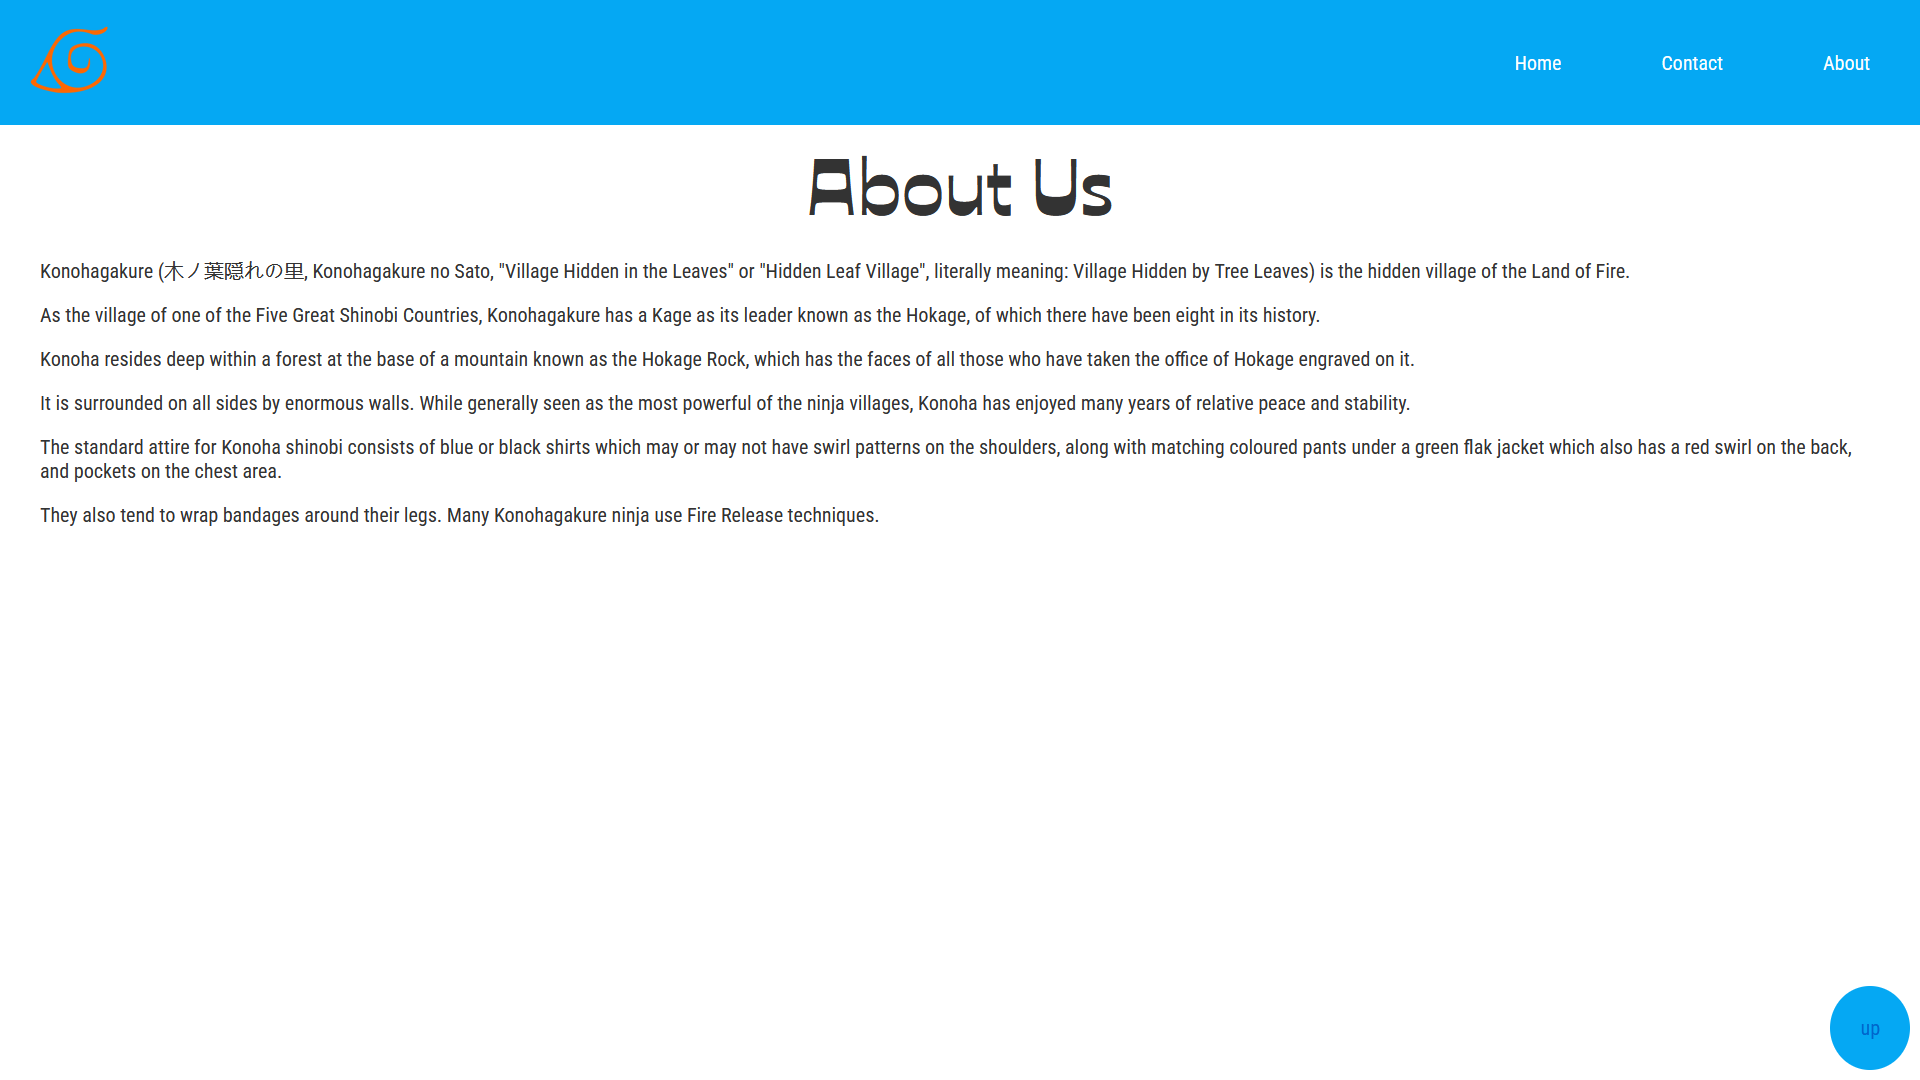 Home
Contact
About
About Us
Konohagakure (木ノ葉隠れの里, Konohagakure no Sato, "Village Hidden in the Leaves" or "Hidden Leaf Village", literally meaning: Village Hidden by Tree Leaves) is the hidden village of the Land of Fire.
As the village of one of the Five Great Shinobi Countries, Konohagakure has a Kage as its leader known as the Hokage, of which there have been eight in its history.
Konoha resides deep within a forest at the base of a mountain known as the Hokage Rock, which has the faces of all those who have taken the office of Hokage engraved on it.
It is surrounded on all sides by enormous walls. While generally seen as the most powerful of the ninja villages, Konoha has enjoyed many years of relative peace and stability.
The standard attire for Konoha shinobi consists of blue or black shirts which may or may not have swirl patterns on the shoulders, along with matching coloured pants under a green flak jacket which also has a red swirl on the back,
and pockets on the chest area.
They also tend to wrap bandages around their legs. Many Konohagakure ninja use Fire Release techniques.
up